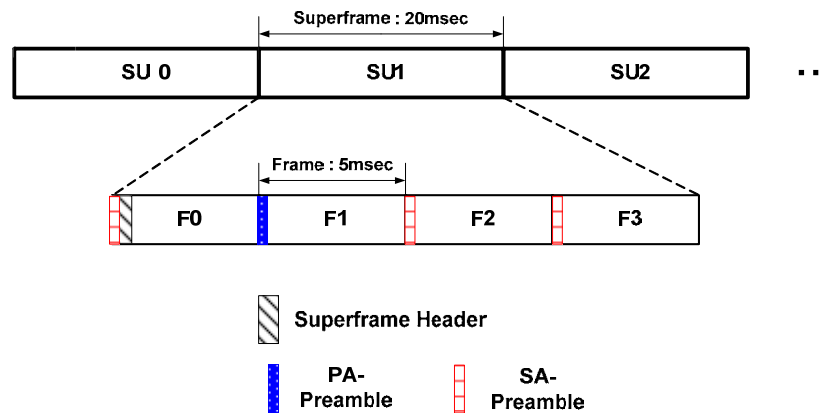 Superframe : 20msec
SU 0 SU1 SU2 ..
Frame : 5msec
F0 F1 F2 F3
Superframe Header
PA-
Preamble
SA-
Preamble